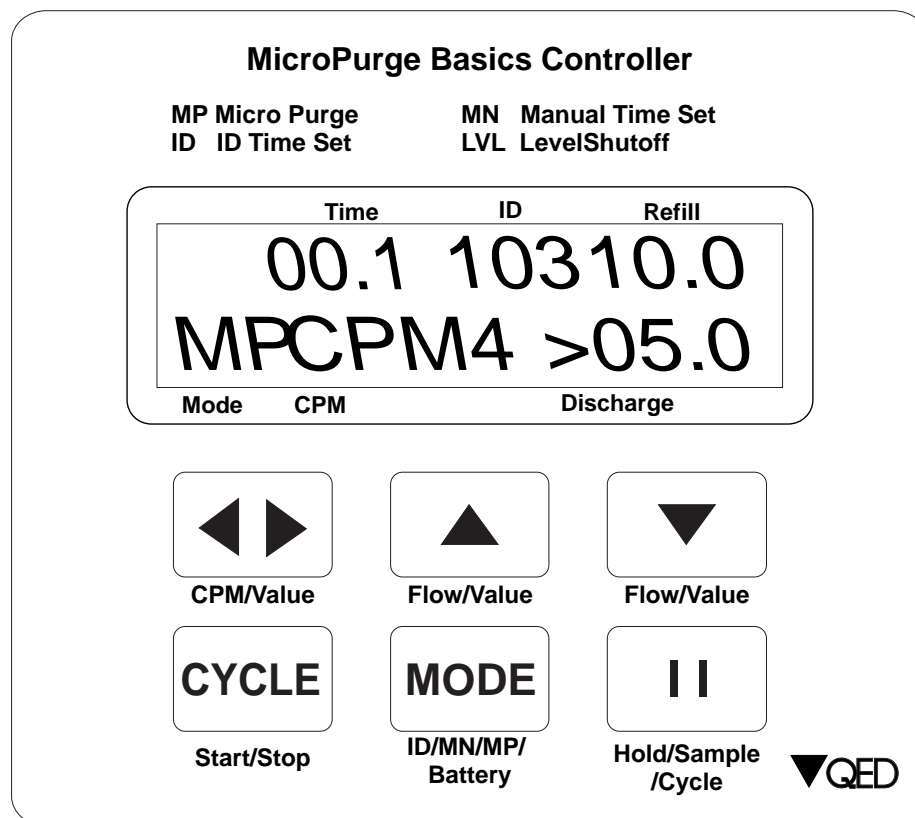 MicroPurge Basics Controller
MP Micro Purge MN Manual Time Set
ID ID Time Set LVL LevelShutoff
Time ID Refill
00.1 10310.0
MPCPM4 >05.0
Mode CPM Discharge
CPM/Value Flow/Value Flow/Value
CYCLE MODE
Start/Stop ID/MN/MP/ Hold/Sample
Battery /Cycle
QED